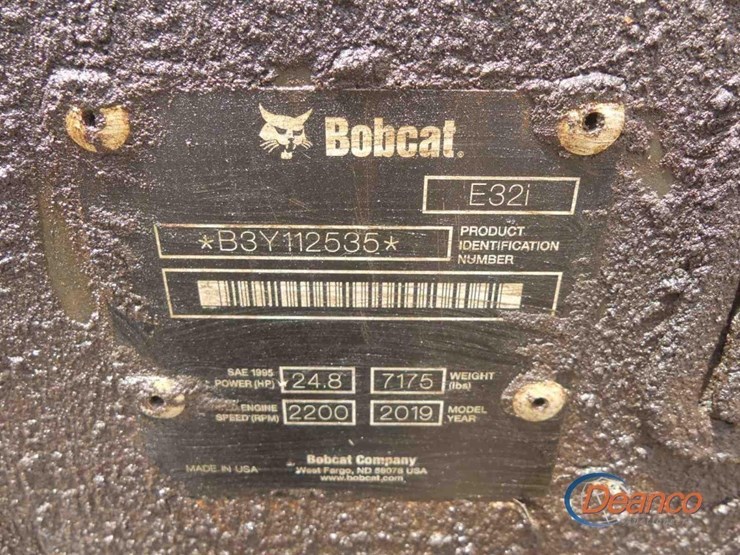 Bobcat.
E32i
*B3Y112535*
PRODUCT
IDENTIFICATION
NUMBER
SAE 1995
POWER (HP)
24.8
7175
WEIGHT
(lbs)
ENGINE
SPEED (RPM)
2200
2019
MODEL
YEAR
MADE IN USA
Bobcat Company
West Fargo, ND 58078 USA
www.bobcat.com
Deanco